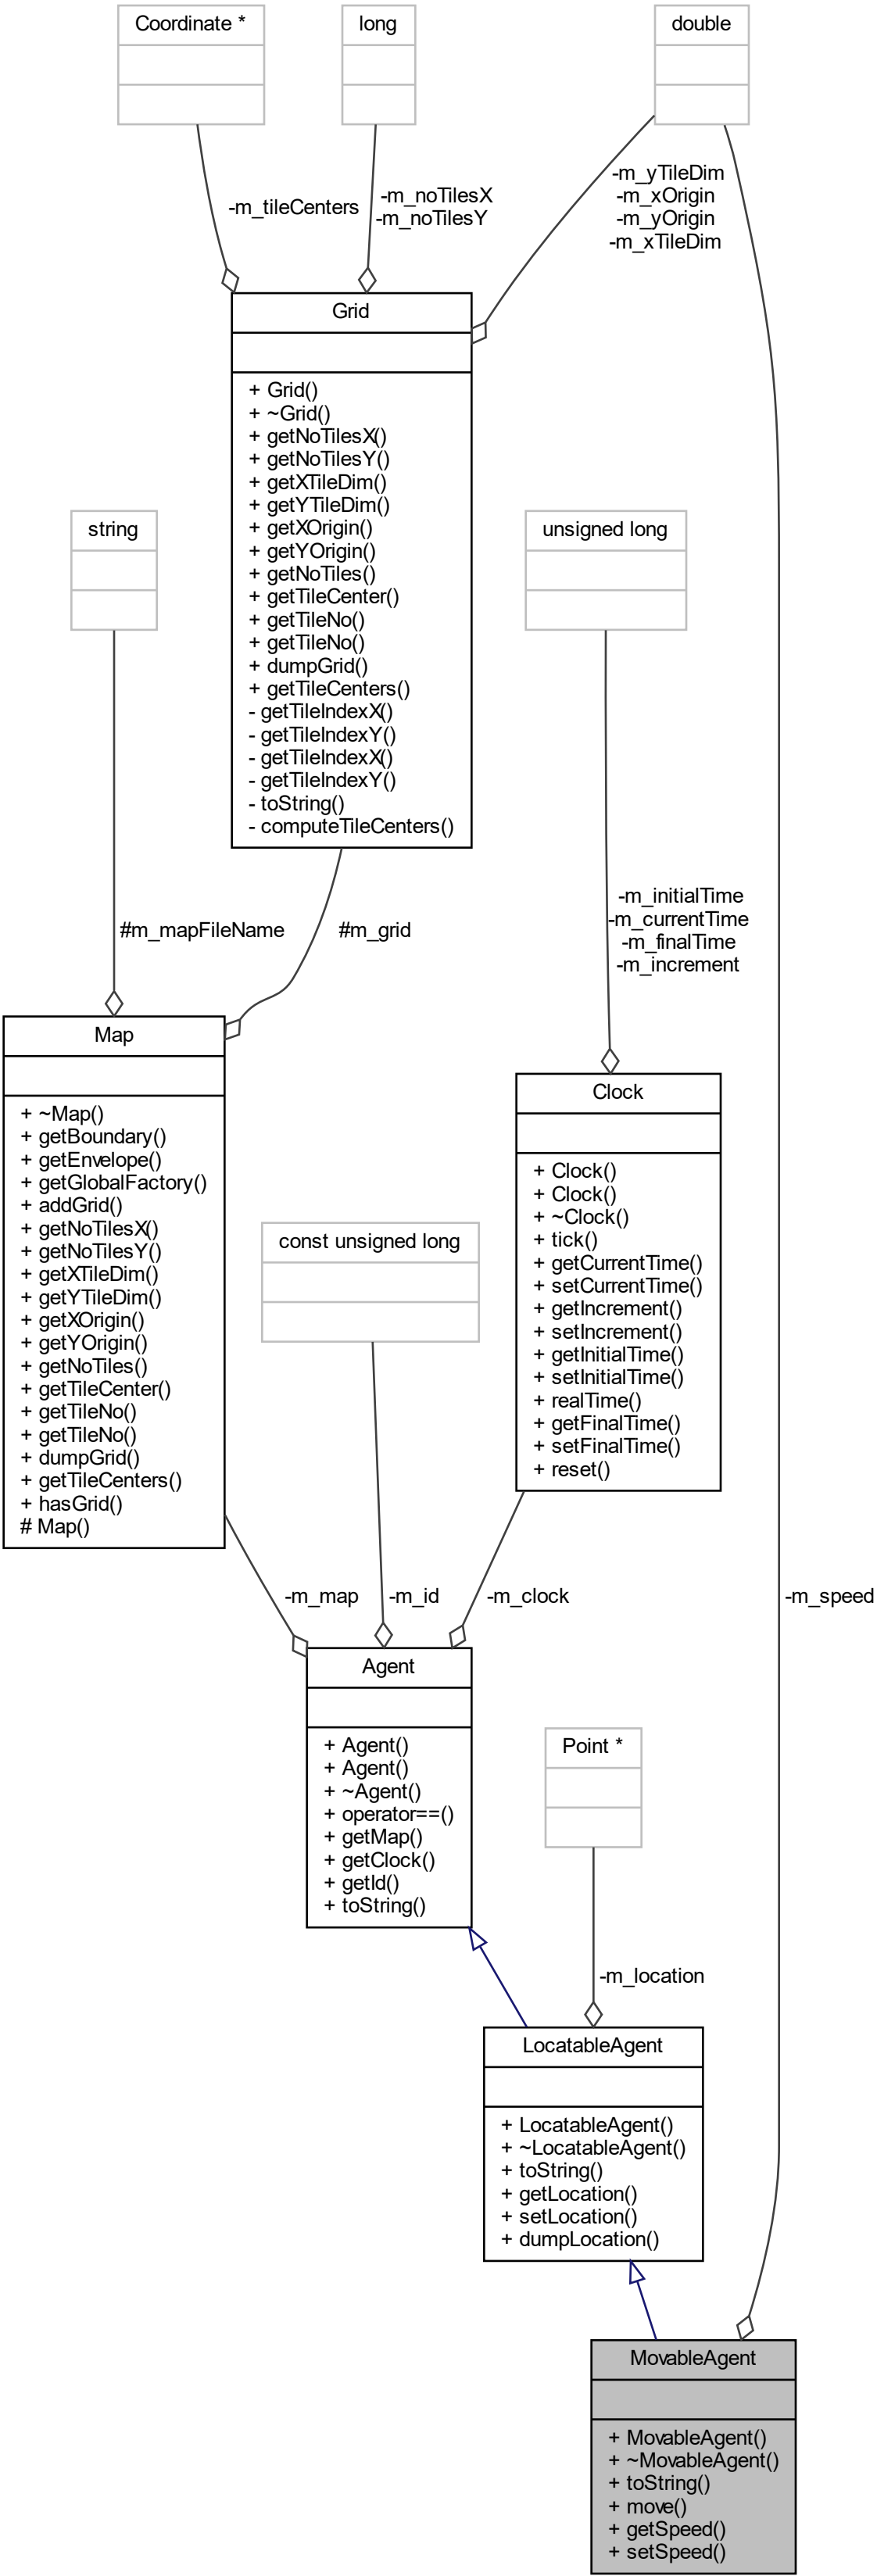 Coordinate *
long
double
-m_tileCenters
-m_noTilesX
-m_noTilesY
-m_yTileDim
-m_xOrigin
-m_yOrigin
-m_xTileDim
Grid
+ Grid()
+ ~Grid()
+ getNoTilesX()
+ getNoTilesY()
+ getXTileDim()
+ getYTileDim()
+ getXOrigin()
+ getYOrigin()
+ getNoTiles()
+ getTileCenter()
+ getTileNo()
+ getTileNo()
+ dumpGrid()
+ getTileCenters()
- getTileIndexX()
- getTileIndexY()
- getTileIndexX()
- getTileIndexY()
- toString()
- computeTileCenters()
string
unsigned long
#m_mapFileName
#m_grid
-m_initialTime
-m_currentTime
-m_finalTime
-m_increment
Map
+ ~Map()
+ getBoundary()
+ getEnvelope()
+ getGlobalFactory()
+ addGrid()
+ getNoTilesX()
+ getNoTilesY()
+ getXTileDim()
+ getYTileDim()
+ getXOrigin()
+ getYOrigin()
+ getNoTiles()
+ getTileCenter()
+ getTileNo()
+ getTileNo()
+ dumpGrid()
+ getTileCenters()
+ hasGrid()
# Map()
const unsigned long
Clock
+ Clock()
+ Clock()
+ ~Clock()
+ tick()
+ getCurrentTime()
+ setCurrentTime()
+ getIncrement()
+ setIncrement()
+ getInitialTime()
+ setInitialTime()
+ realTime()
+ getFinalTime()
+ setFinalTime()
+ reset()
-m_map
-m_id
-m_clock
-m_speed
Agent
+ Agent()
+ Agent()
+ ~Agent()
+ operator==()
+ getMap()
+ getClock()
+ getId()
+ toString()
Point *
-m_location
LocatableAgent
+ LocatableAgent()
+ ~LocatableAgent()
+ toString()
+ getLocation()
+ setLocation()
+ dumpLocation()
MovableAgent
+ MovableAgent()
+ ~MovableAgent()
+ toString()
+ move()
+ getSpeed()
+ setSpeed()